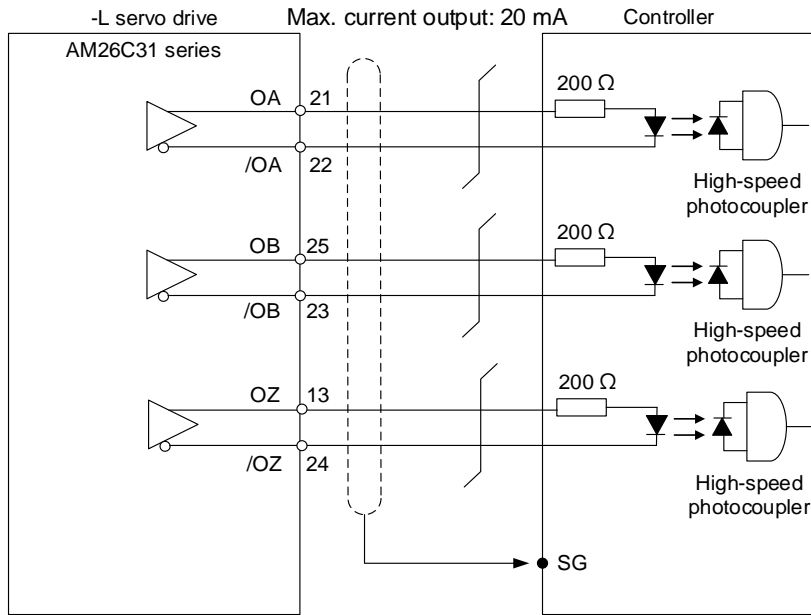 -L servo drive
Max. current output: 20 mA
Controller
AM26C31 series
OA
21
200 Ω
/OA
22
High-speed
photocoupler
OB
25
200 Ω
/OB
23
High-speed
photocoupler
OZ
13
200 Ω
/OZ
24
High-speed
photocoupler
SG